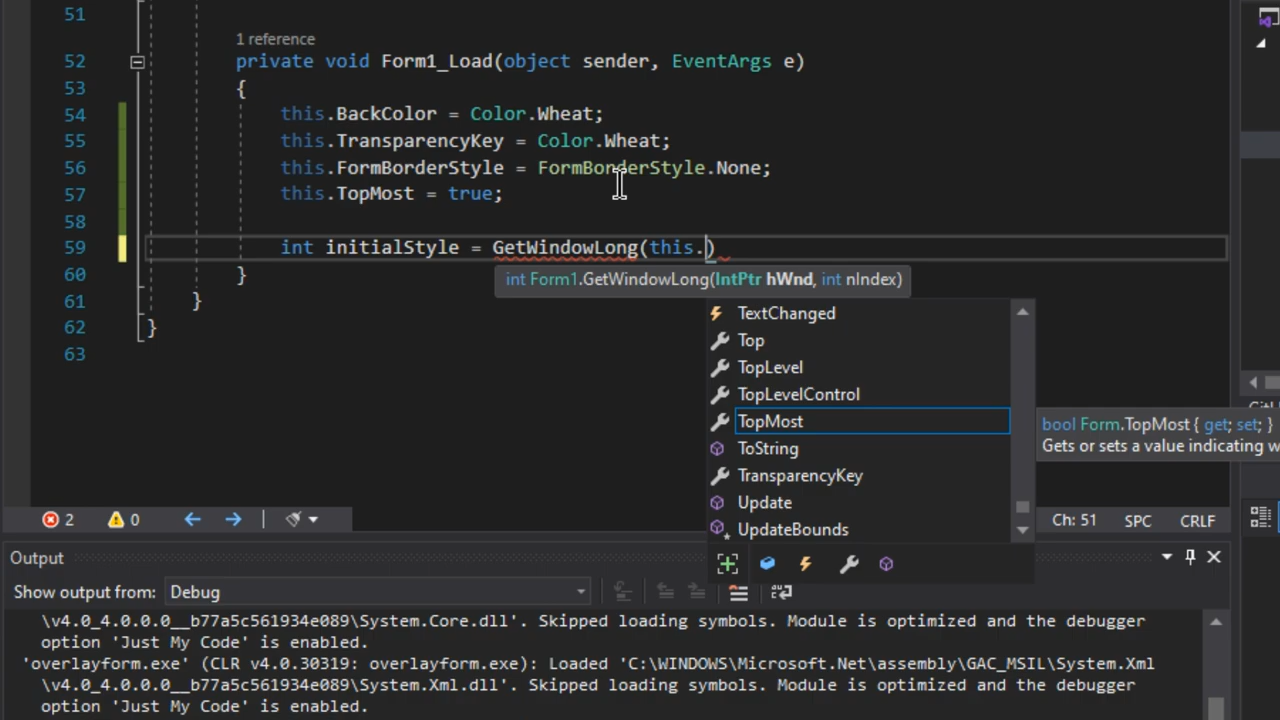 51
1 reference
52 private void Form1_Load(object sender, EventArgs e)
53 {
54 this.BackColor = Color.Wheat;
55 this.TransparencyKey = Color.Wheat;
56 this.FormBorderStyle = FormBorderStyle.None;
57 this.TopMost = true;
58
59 int initialStyle = GetWindowLong(this.)
60 }
int Form1.GetWindowLong(IntPtr hWnd, int nIndex)
61 }
62 }
63
TextChanged
Top
TopLevel
TopLevelControl
TopMost
bool Form.TopMost { get; set; }
Gets or sets a value indicating w
ToString
TransparencyKey
Update
UpdateBounds
2 0 Ch: 51 SPC CRLF
Output
Show output from: Debug
\v4.0_4.0.0.0__b77a5c561934e089\System.Core.dll'. Skipped loading symbols. Module is optimized and the debugger
option 'Just My Code' is enabled.
'overlayform.exe' (CLR v4.0.30319: overlayform.exe): Loaded 'C:\WINDOWS\Microsoft.Net\assembly\GAC_MSIL\System.Xml
\v4.0_4.0.0.0__b77a5c561934e089\System.Xml.dll'. Skipped loading symbols. Module is optimized and the debugger
option 'Just My Code' is enabled.